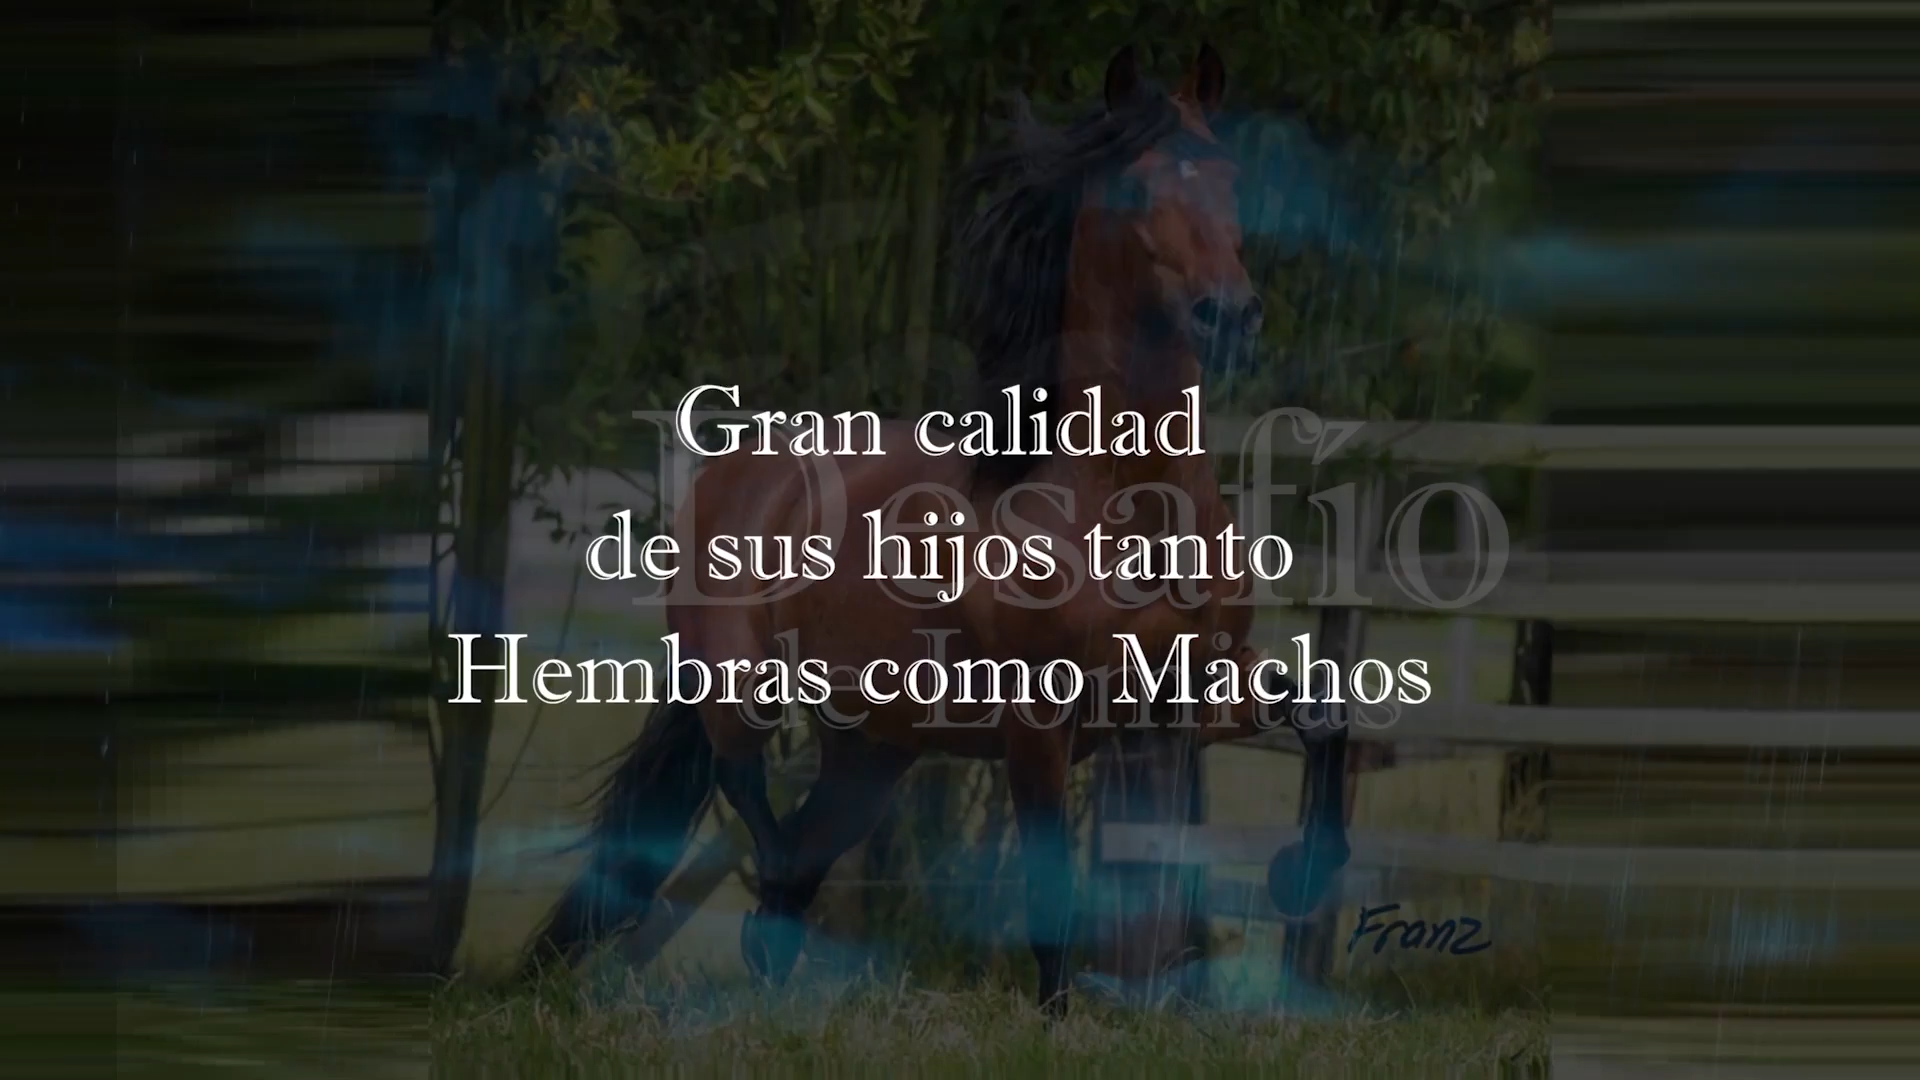 Gran calidad
de sus hijos tanto
Hembras como Machos
Desafío
de Lomitas
Franz